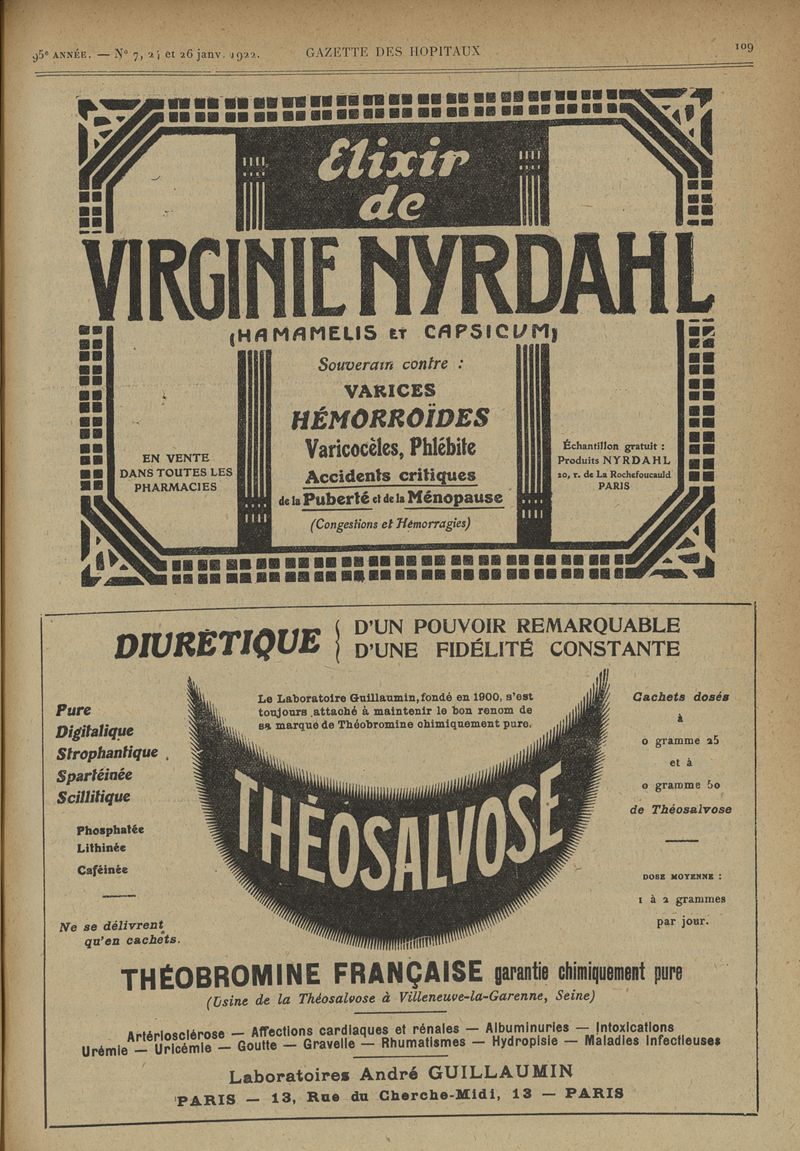 95e ANNÉE. — No 7, 24 et 26 janv. 1922.
GAZETTE DES HOPITAUX
109
Elixir
de
VIRGINIE NYRDAHL
(HAMAMELIS ET CAPSICUM)
Souverain contre :
VARICES
HÉMORROÏDES
Varicocèles, Phlébite
Accidents critiques
de la Puberté et de la Ménopause
(Congestions et Hémorragies)
EN VENTE
DANS TOUTES LES
PHARMACIES
Échantillon gratuit :
Produits NYRDAHL
20, r. de La Rochefoucauld
PARIS
DIURÉTIQUE
D'UN POUVOIR REMARQUABLE
D'UNE FIDÉLITÉ CONSTANTE
Le Laboratoire Guillaumin, fondé en 1900, s'est
toujours attaché à maintenir le bon renom de
sa marque de Théobromine chimiquement pure.
Pure
Digitalique
Strophantique
Spartéinée
Scillitique
Phosphatée
Lithinée
Caféinée
Ne se délivrent
qu'en cachets.
THÉOSALVOSE
Cachets dosés
à
0 gramme 25
et à
0 gramme 50
de Théosalvose
DOSE MOYENNE :
1 à 2 grammes
par jour.
THÉOBROMINE FRANÇAISE garantie chimiquement pure
(Usine de la Théosalvose à Villeneuve-la-Garenne, Seine)
Artériosclérose — Affections cardiaques et rénales — Albuminuries — Intoxications
Urémie — Uricémie — Goutte — Gravelle — Rhumatismes — Hydropisie — Maladies Infectieuses
Laboratoires André GUILLAUMIN
PARIS — 13, Rue du Cherche-Midi, 13 — PARIS